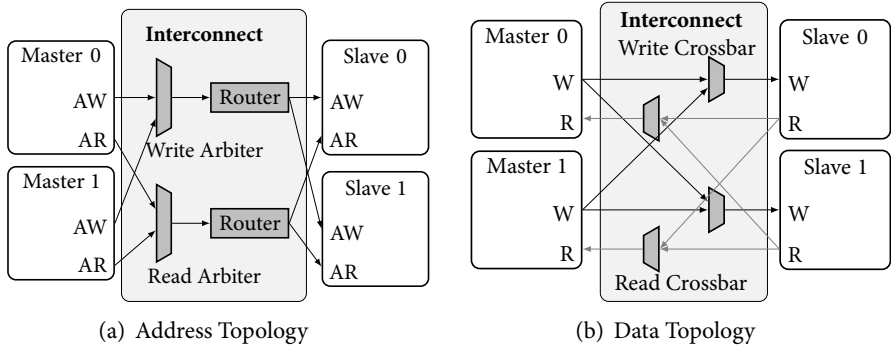 Interconnect
Master 0
AW
AR
Master 1
AW
AR
Write Arbiter
Read Arbiter
Router
Router
Slave 0
AW
AR
Slave 1
AW
AR
(a) Address Topology
Interconnect
Write Crossbar
Master 0
W
R
Master 1
W
R
Read Crossbar
Slave 0
W
R
Slave 1
W
R
(b) Data Topology